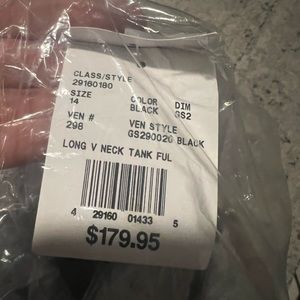 CLASS/STYLE
29160180
SIZE COLOR DIM
14 BLACK GS2
VEN # VEN STYLE
298 GS290020 BLACK
LONG V NECK TANK FUL
4 29160 01433 5
$179.95